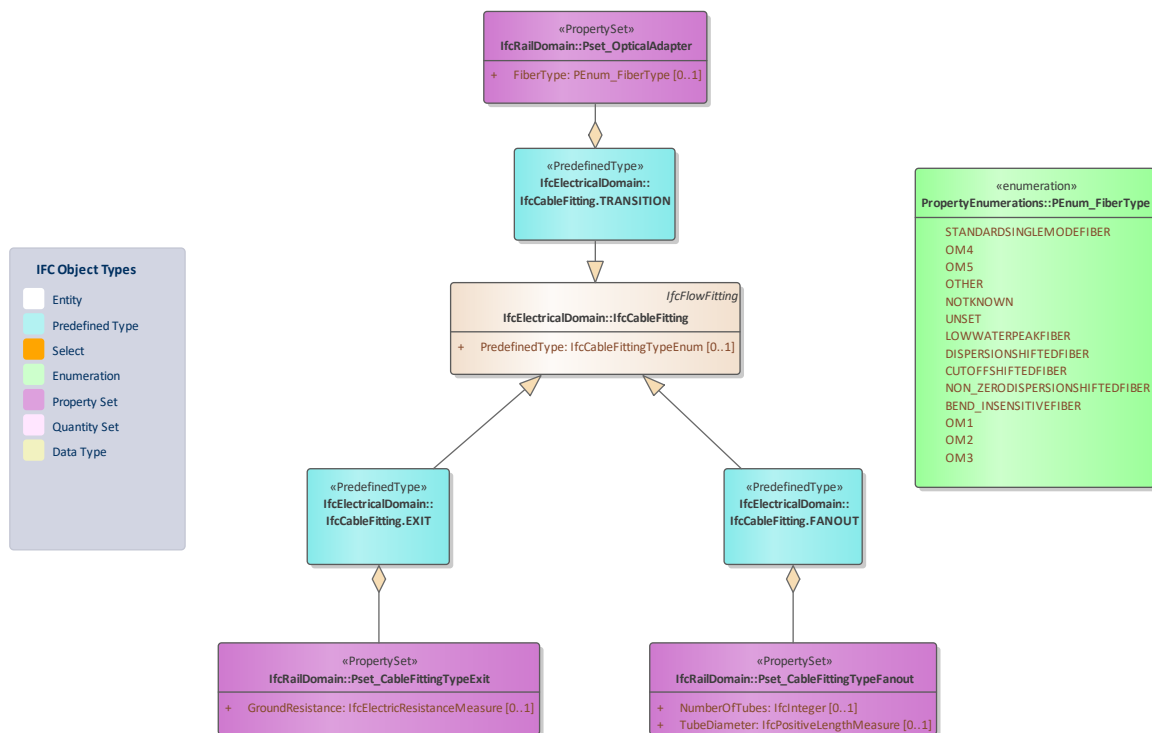 «PropertySet»
IfcRailDomain::Pset_OpticalAdapter
+ FiberType: PEnum_FiberType [0..1]
«PredefinedType»
IfcElectricalDomain::
IfcCableFitting.TRANSITION
«enumeration»
PropertyEnumerations::PEnum_FiberType
STANDARDSINGLEMODEFIBER
OM4
OM5
OTHER
NOTKNOWN
UNSET
LOWWATERPEAKFIBER
DISPERSIONSHIFTEDFIBER
CUTOFFSHIFTEDFIBER
NON_ZERODISPERSIONSHIFTEDFIBER
BEND_INSENSITIVEFIBER
OM1
OM2
OM3
IFC Object Types
Entity
Predefined Type
Select
Enumeration
Property Set
Quantity Set
Data Type
IfcFlowFitting
IfcElectricalDomain::IfcCableFitting
+ PredefinedType: IfcCableFittingTypeEnum [0..1]
«PredefinedType»
IfcElectricalDomain::
IfcCableFitting.EXIT
«PredefinedType»
IfcElectricalDomain::
IfcCableFitting.FANOUT
«PropertySet»
IfcRailDomain::Pset_CableFittingTypeExit
+ GroundResistance: IfcElectricResistanceMeasure [0..1]
«PropertySet»
IfcRailDomain::Pset_CableFittingTypeFanout
+ NumberOfTubes: IfcInteger [0..1]
+ TubeDiameter: IfcPositiveLengthMeasure [0..1]